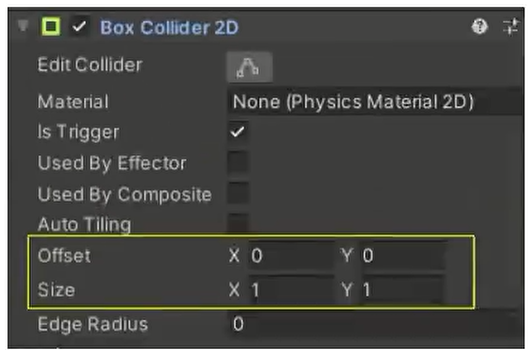 Box Collider 2D
Edit Collider
Material None (Physics Material 2D)
Is Trigger
Used By Effector
Used By Composite
Auto Tiling
Offset X 0 Y 0
Size X 1 Y 1
Edge Radius 0